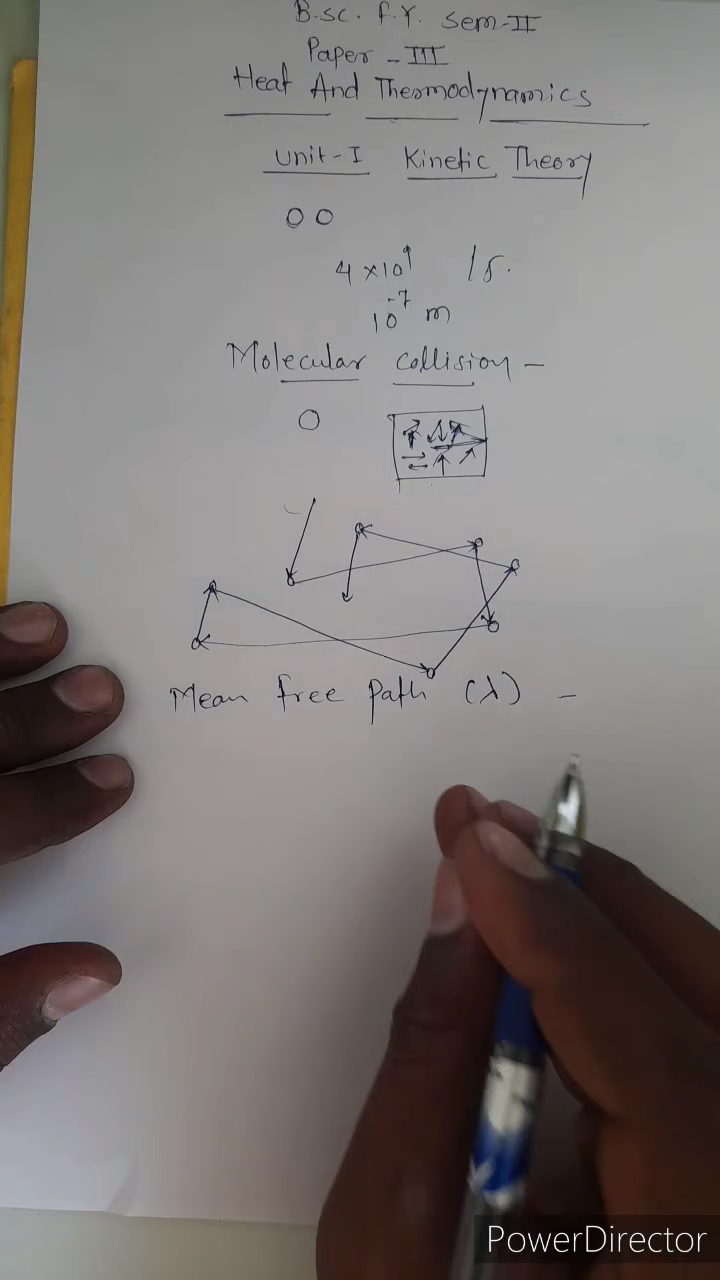 B.sc. F.Y. Sem-II
Paper - III
Heat And Thermodynamics
Unit-I Kinetic Theory
4 × 10⁹ / s.
10⁻⁷ m
Molecular Collision -
Mean free Path (λ) -
PowerDirector